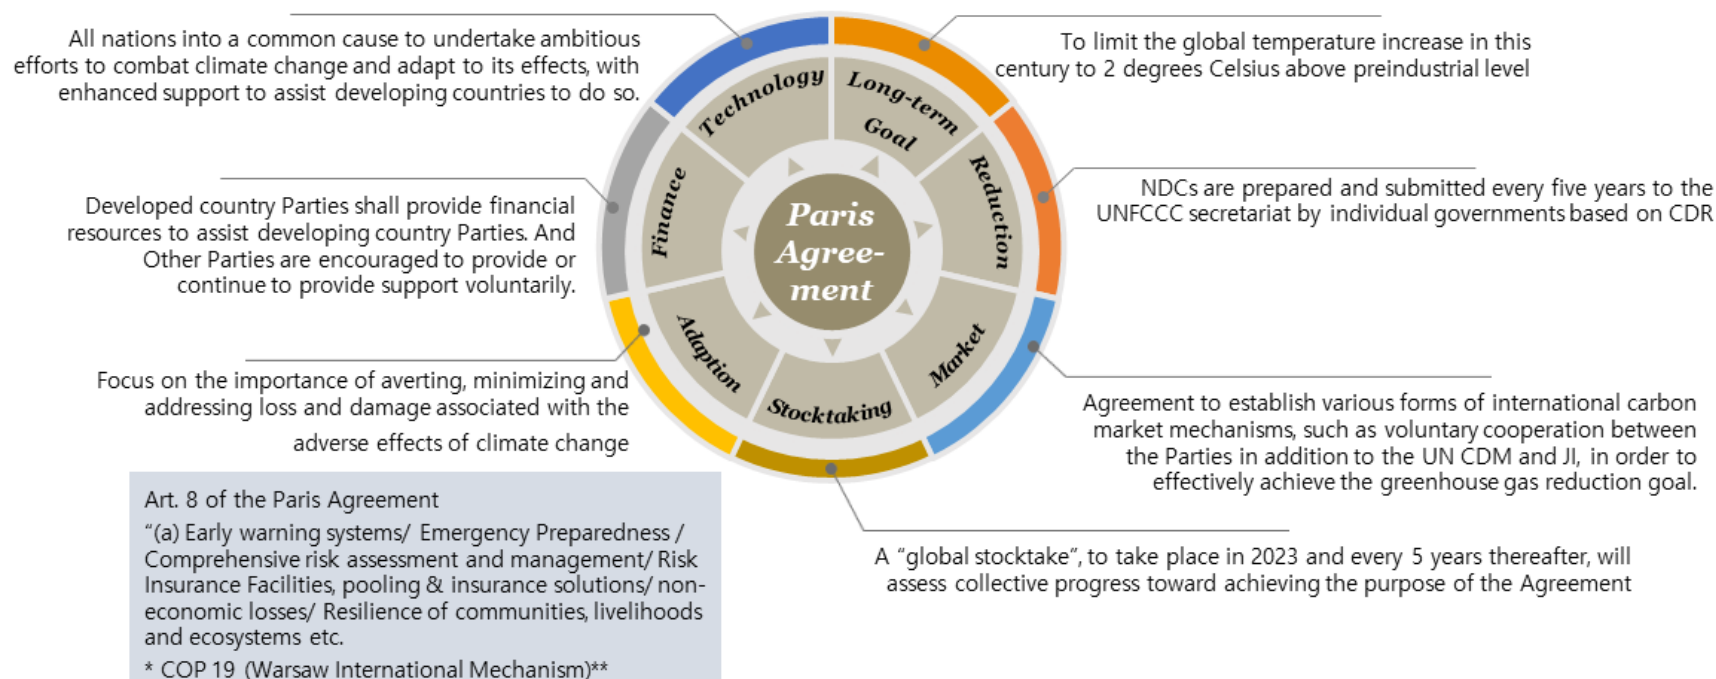 All nations into a common cause to undertake ambitious
efforts to combat climate change and adapt to its effects, with
enhanced support to assist developing countries to do so.
To limit the global temperature increase in this
century to 2 degrees Celsius above preindustrial level
Technology
Long-term
Goal
Finance
Reduction
Paris
Agree-
ment
Adaption
Market
Stocktaking
Developed country Parties shall provide financial
resources to assist developing country Parties. And
Other Parties are encouraged to provide or
continue to provide support voluntarily.
NDCs are prepared and submitted every five years to the
UNFCCC secretariat by individual governments based on CDR
Focus on the importance of averting, minimizing and
addressing loss and damage associated with the
adverse effects of climate change
Agreement to establish various forms of international carbon
market mechanisms, such as voluntary cooperation between
the Parties in addition to the UN CDM and JI, in order to
effectively achieve the greenhouse gas reduction goal.
Art. 8 of the Paris Agreement
“(a) Early warning systems/ Emergency Preparedness /
Comprehensive risk assessment and management/ Risk
Insurance Facilities, pooling & insurance solutions/ non-
economic losses/ Resilience of communities, livelihoods
and ecosystems etc.
* COP 19 (Warsaw International Mechanism)**
A “global stocktake”, to take place in 2023 and every 5 years thereafter, will
assess collective progress toward achieving the purpose of the Agreement